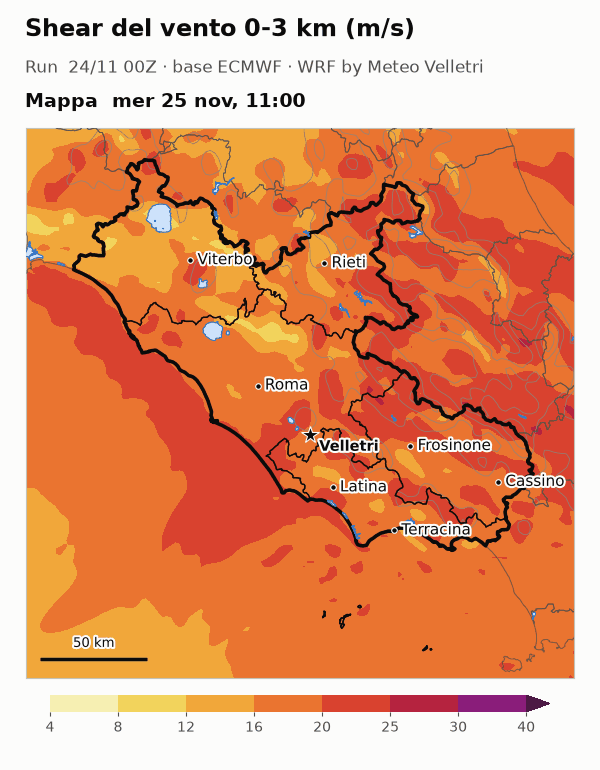 Shear del vento 0-3 km (m/s)
Run  24/11 00Z · base ECMWF · WRF by Meteo Velletri
Mappa  mer 25 nov, 11:00
Viterbo
Rieti
Roma
Velletri
Frosinone
Latina
Cassino
Terracina
50 km
4 8 12 16 20 25 30 40